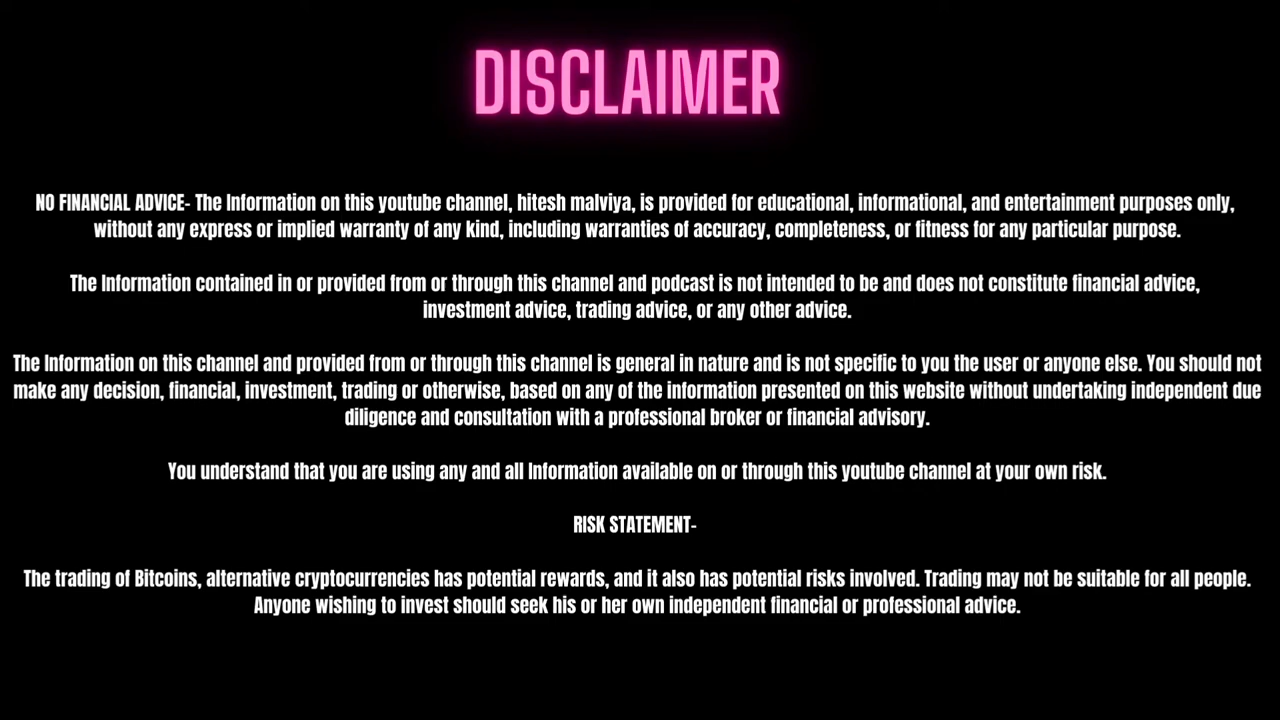 DISCLAIMER
NO FINANCIAL ADVICE- The Information on this youtube channel, hitesh malviya, is provided for educational, informational, and entertainment purposes only,
without any express or implied warranty of any kind, including warranties of accuracy, completeness, or fitness for any particular purpose.
The Information contained in or provided from or through this channel and podcast is not intended to be and does not constitute financial advice,
investment advice, trading advice, or any other advice.
The Information on this channel and provided from or through this channel is general in nature and is not specific to you the user or anyone else. You should not
make any decision, financial, investment, trading or otherwise, based on any of the information presented on this website without undertaking independent due
diligence and consultation with a professional broker or financial advisory.
You understand that you are using any and all Information available on or through this youtube channel at your own risk.
RISK STATEMENT-
The trading of Bitcoins, alternative cryptocurrencies has potential rewards, and it also has potential risks involved. Trading may not be suitable for all people.
Anyone wishing to invest should seek his or her own independent financial or professional advice.